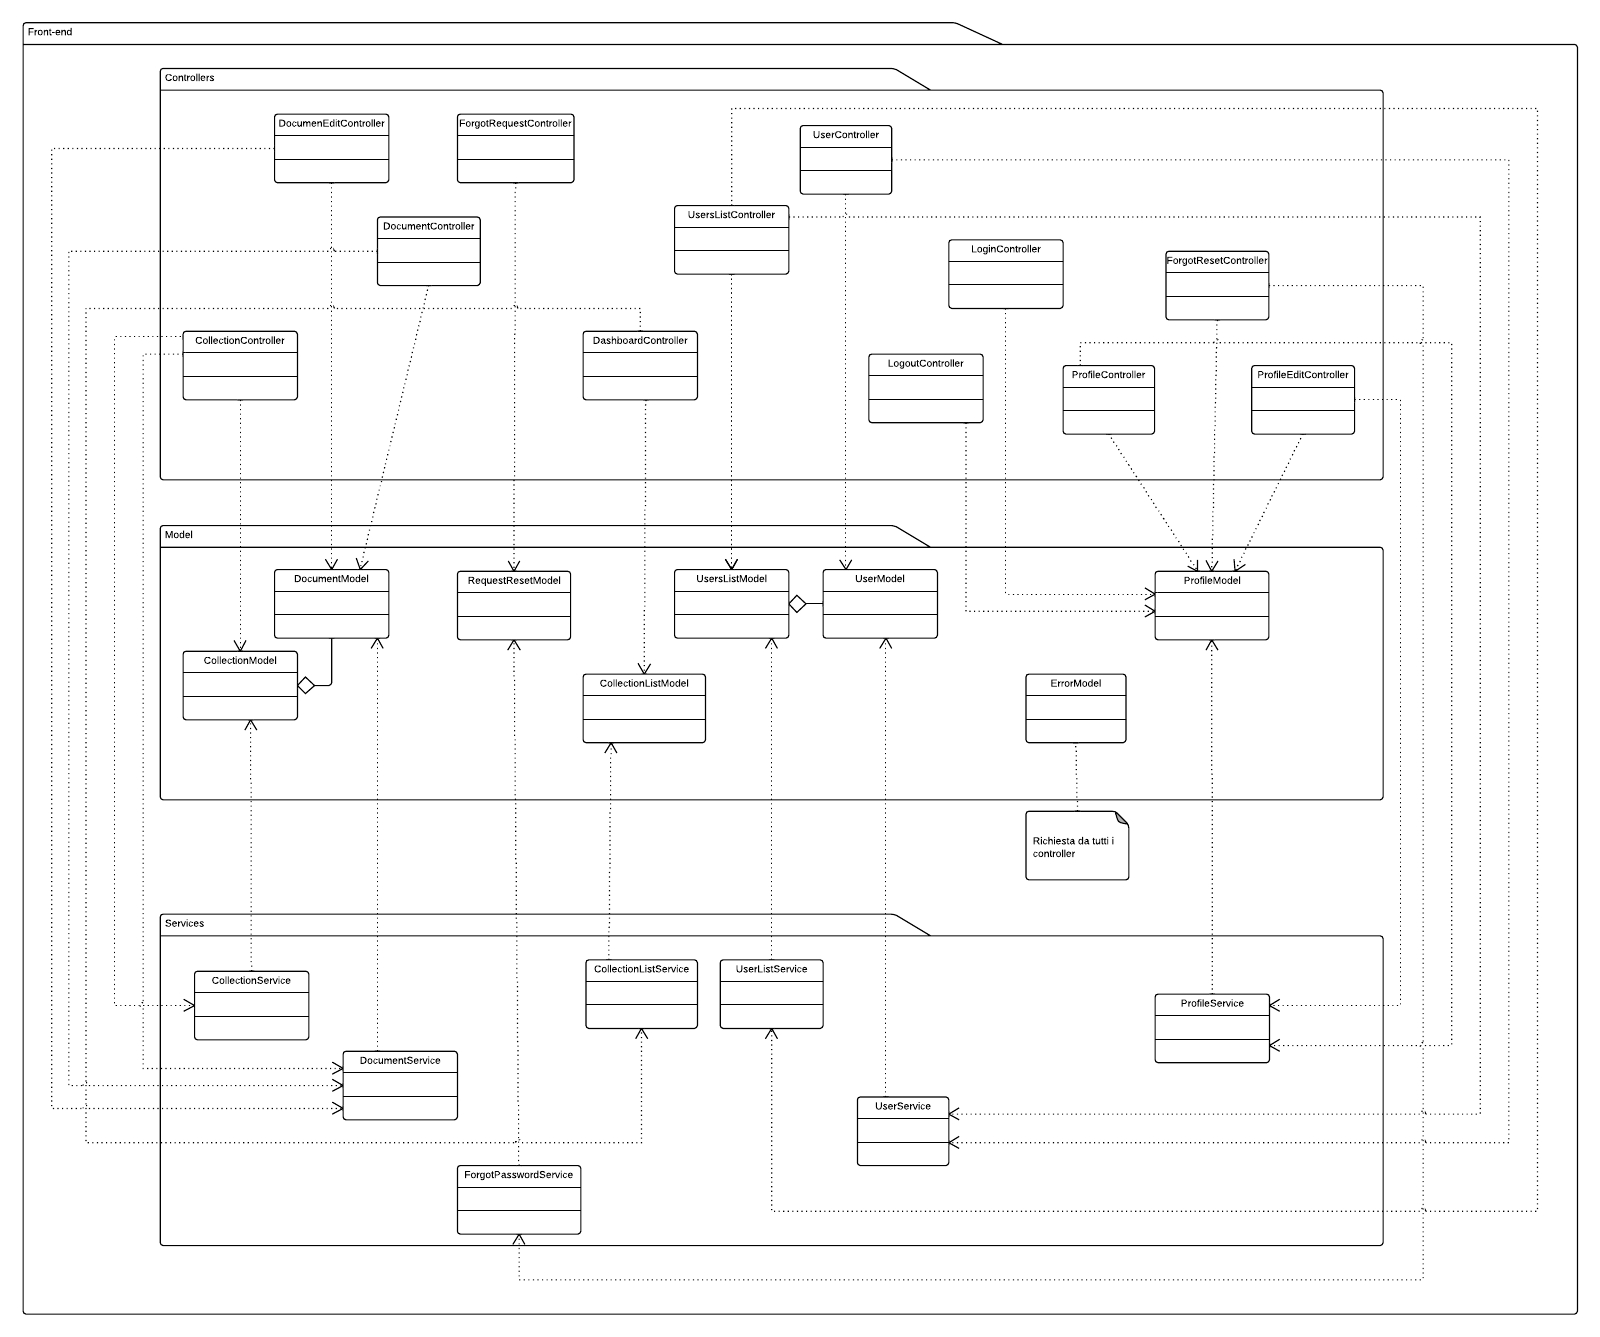 Front-end
Controllers
DocumenEditController
ForgotRequestController
UserController
UsersListController
DocumentController
LoginController
ForgotResetController
CollectionController
DashboardController
LogoutController
ProfileController
ProfileEditController
Model
DocumentModel
RequestResetModel
UsersListModel
UserModel
ProfileModel
CollectionModel
CollectionListModel
ErrorModel
Richiesta da tutti i
controller
Services
CollectionService
CollectionListService
UserListService
ProfileService
DocumentService
UserService
ForgotPasswordService